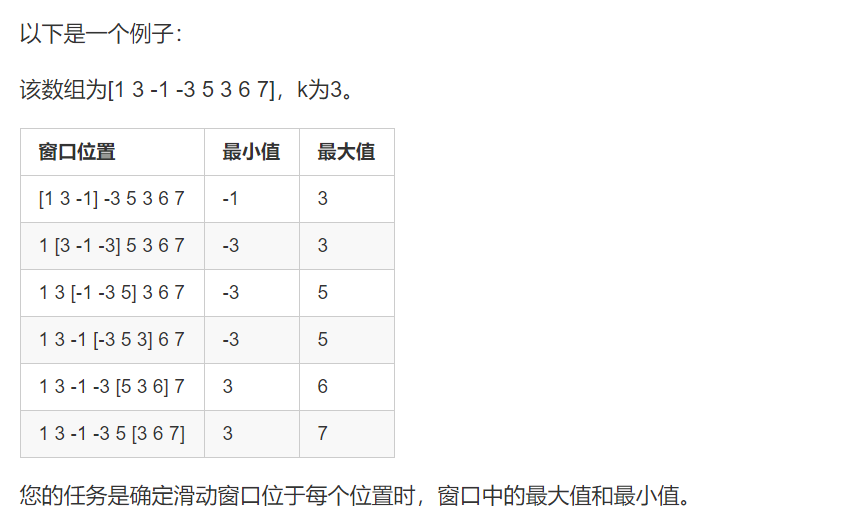 以下是一个例子：
该数组为[1 3 -1 -3 5 3 6 7]，k为3。
窗口位置 最小值 最大值
[1 3 -1] -3 5 3 6 7 -1 3
1 [3 -1 -3] 5 3 6 7 -3 3
1 3 [-1 -3 5] 3 6 7 -3 5
1 3 -1 [-3 5 3] 6 7 -3 5
1 3 -1 -3 [5 3 6] 7 3 6
1 3 -1 -3 5 [3 6 7] 3 7
您的任务是确定滑动窗口位于每个位置时，窗口中的最大值和最小值。